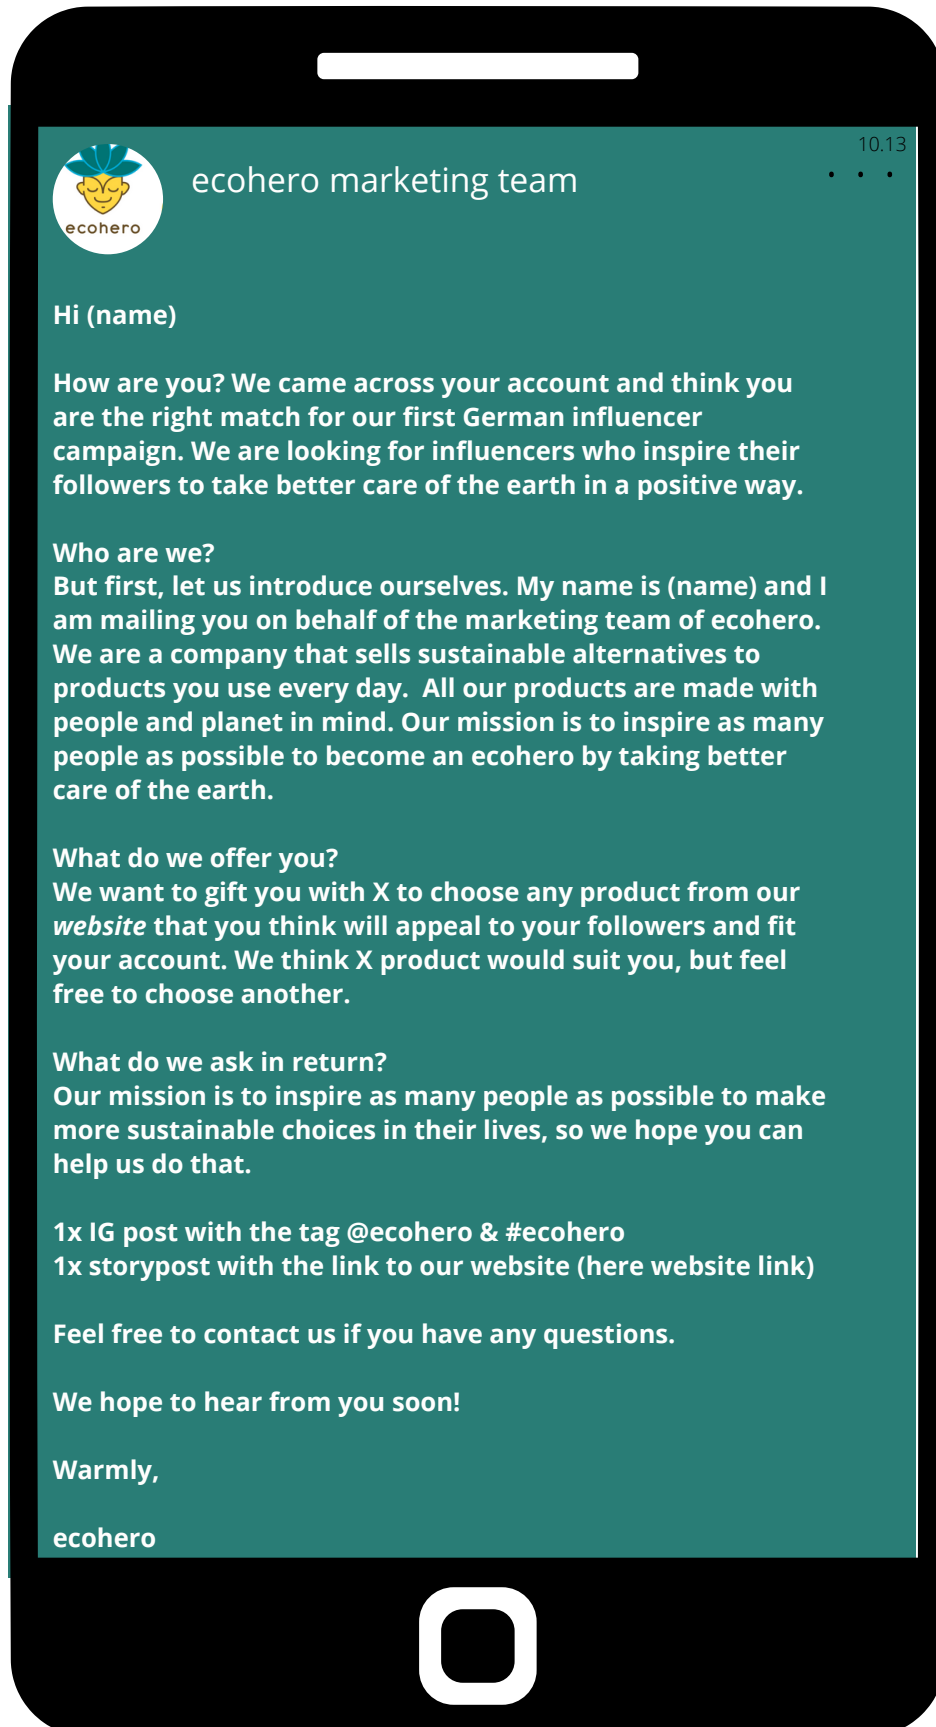 10.13
ecohero marketing team
ecohero
Hi (name)
How are you? We came across your account and think you
are the right match for our first German influencer
campaign. We are looking for influencers who inspire their
followers to take better care of the earth in a positive way.
Who are we?
But first, let us introduce ourselves. My name is (name) and I
am mailing you on behalf of the marketing team of ecohero.
We are a company that sells sustainable alternatives to
products you use every day.  All our products are made with
people and planet in mind. Our mission is to inspire as many
people as possible to become an ecohero by taking better
care of the earth.
What do we offer you?
We want to gift you with X to choose any product from our
website that you think will appeal to your followers and fit
your account. We think X product would suit you, but feel
free to choose another.
What do we ask in return?
Our mission is to inspire as many people as possible to make
more sustainable choices in their lives, so we hope you can
help us do that.
1x IG post with the tag @ecohero & #ecohero
1x storypost with the link to our website (here website link)
Feel free to contact us if you have any questions.
We hope to hear from you soon!
Warmly,
ecohero